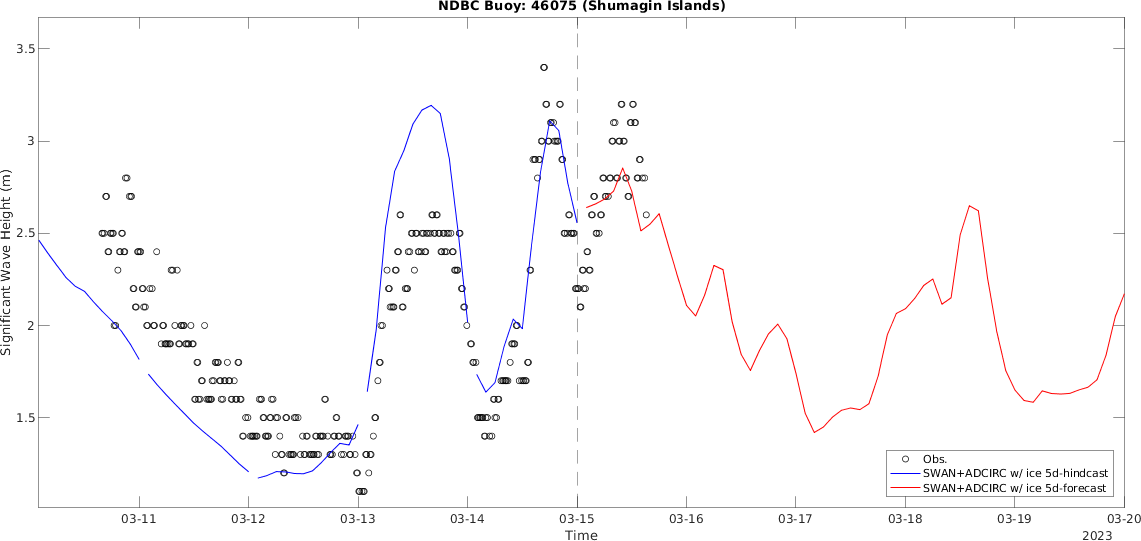 NDBC Buoy: 46075 (Shumagin Islands)
Significant Wave Height (m)
3.5
3
2.5
2
1.5
Obs.
SWAN+ADCIRC w/ ice 5d-hindcast
SWAN+ADCIRC w/ ice 5d-forecast
03-11 03-12 03-13 03-14 03-15 03-16 03-17 03-18 03-19 03-20
Time
2023